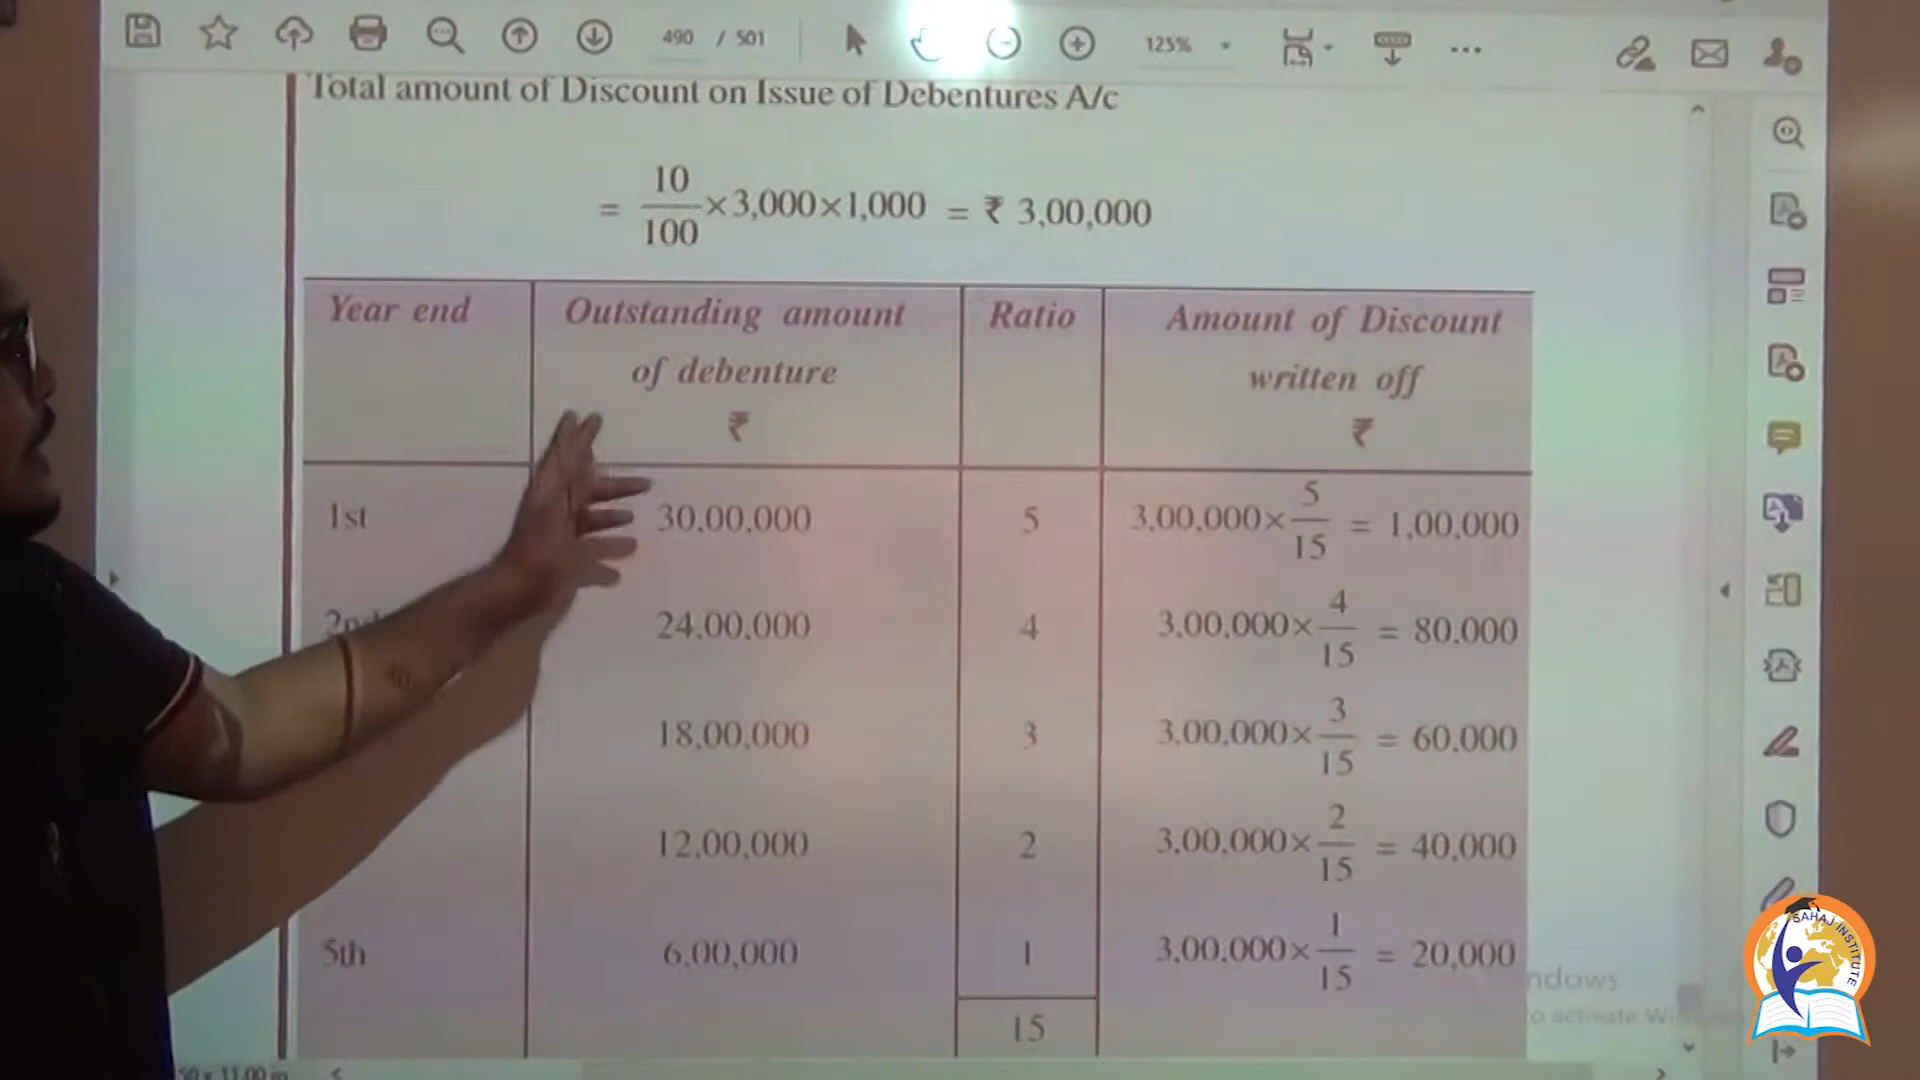 490 / 501
125%
Total amount of Discount on Issue of Debentures A/c
= 10/100 ×3,000×1,000 = ₹ 3,00,000
Year end Outstanding amount of debenture ₹ Ratio Amount of Discount written off ₹
1st 30,00,000 5 3,00,000× 5/15 = 1,00,000
2nd 24,00,000 4 3,00,000× 4/15 = 80,000
18,00,000 3 3,00,000× 3/15 = 60,000
12,00,000 2 3,00,000× 2/15 = 40,000
5th 6,00,000 1 3,00,000× 1/15 = 20,000
15
SAHAJ INSTITUTE